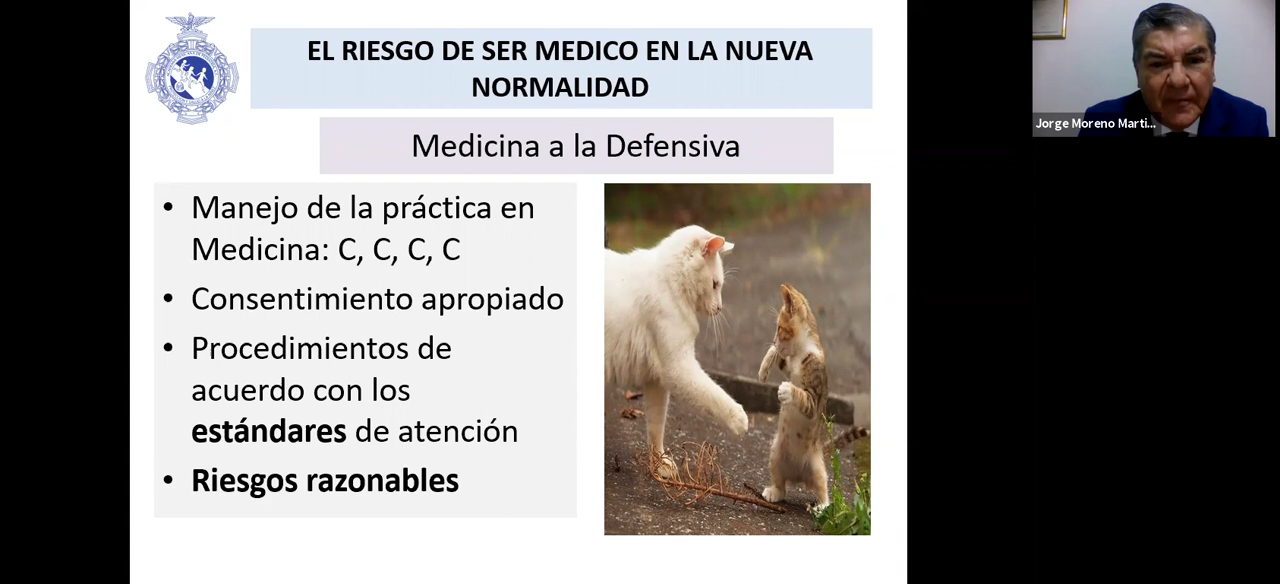 EL RIESGO DE SER MEDICO EN LA NUEVA
NORMALIDAD
Medicina a la Defensiva
• Manejo de la práctica en
Medicina: C, C, C, C
• Consentimiento apropiado
• Procedimientos de
acuerdo con los
estándares de atención
• Riesgos razonables
Jorge Moreno Marti...